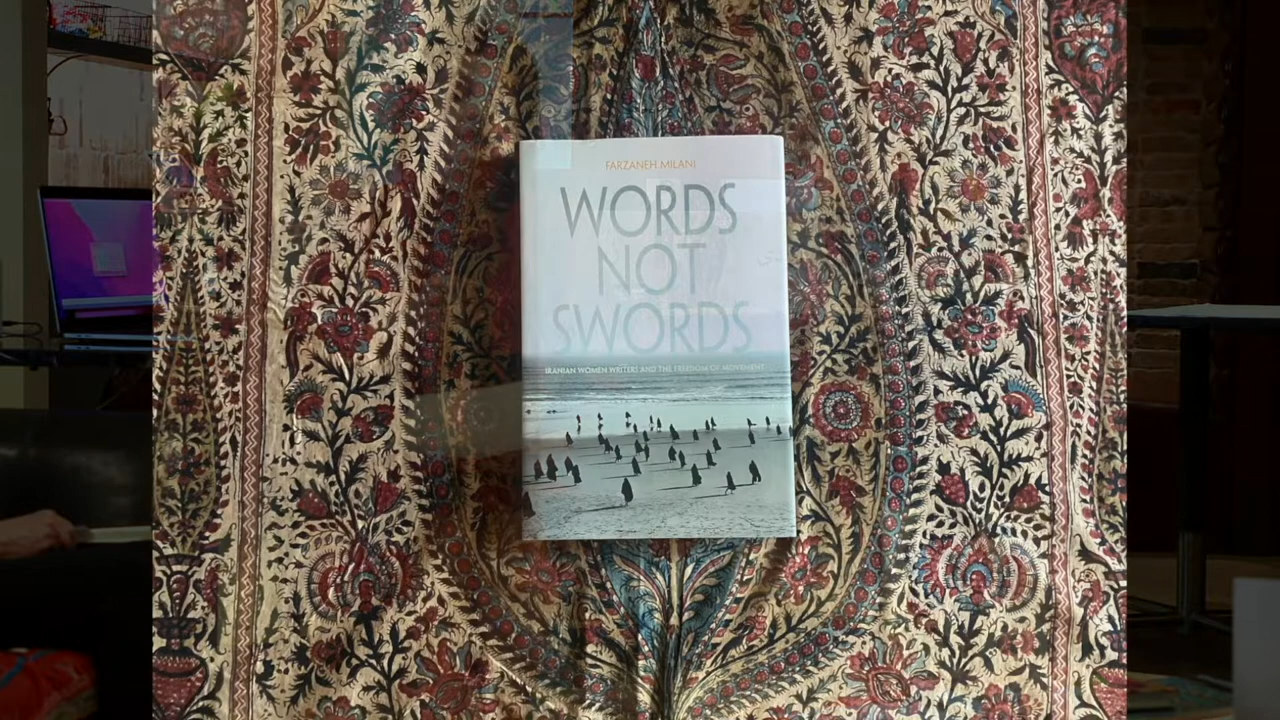 FARZANEH MILANI
WORDS
NOT
SWORDS
IRANIAN WOMEN WRITERS AND THE FREEDOM OF MOVEMENT